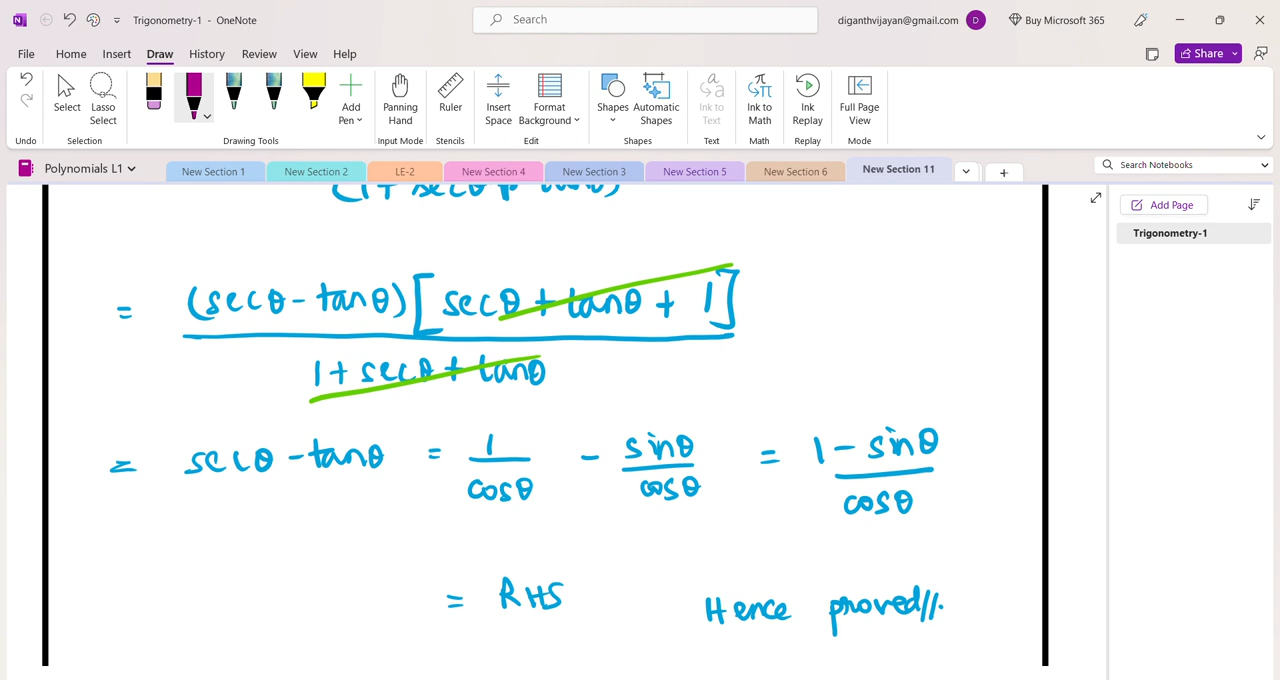 Trigonometry-1 - OneNote
Search
diganthvijayan@gmail.com D Buy Microsoft 365
File Home Insert Draw History Review View Help Share
Undo
Select
Lasso Select
Add Pen
Panning Hand
Ruler
Insert Space
Format Background
Shapes
Automatic Shapes
Ink to Text
Ink to Math
Ink Replay
Full Page View
Undo Selection Drawing Tools Input Mode Stencils Edit Shapes Text Math Replay Mode
Polynomials L1 New Section 1 New Section 2 LE-2 New Section 4 New Section 3 New Section 5 New Section 6 New Section 11 + Search Notebooks
Add Page
Trigonometry-1
(1 + secθ + tanθ)
= (secθ - tanθ) [secθ + tanθ + 1]
1 + secθ + tanθ
= secθ - tanθ = 1/cosθ - sinθ/cosθ = 1 - sinθ/cosθ
= RHS Hence proved//.